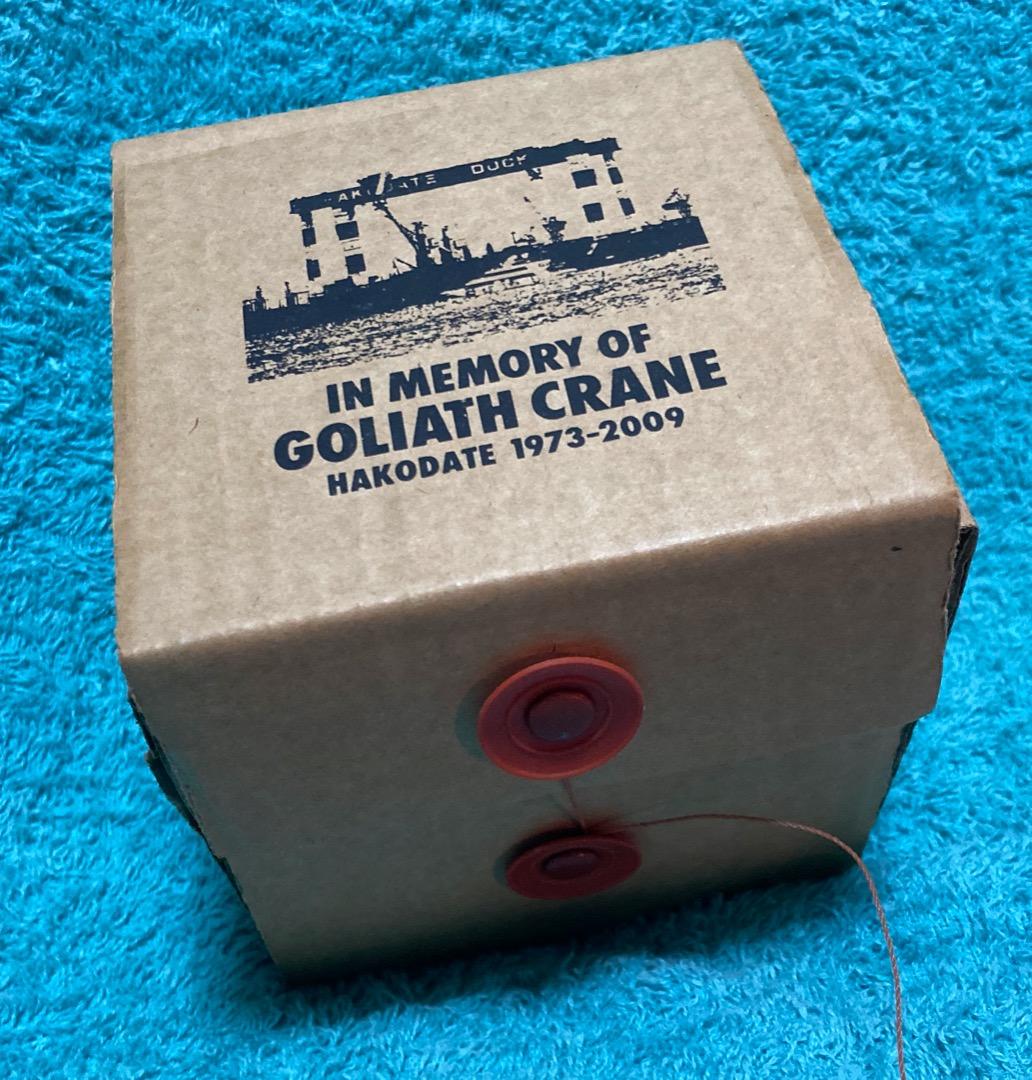 DOCK
IN MEMORY OF
GOLIATH CRANE
HAKODATE 1973-2009